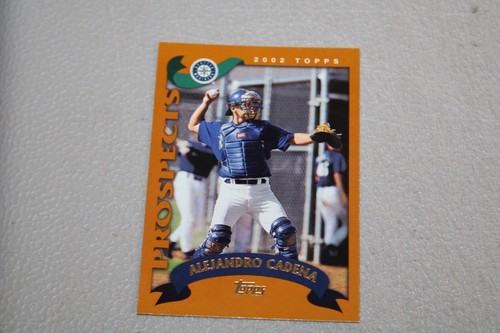 2002 TOPPS
PROSPECTS
ALEJANDRO CADENA
Topps